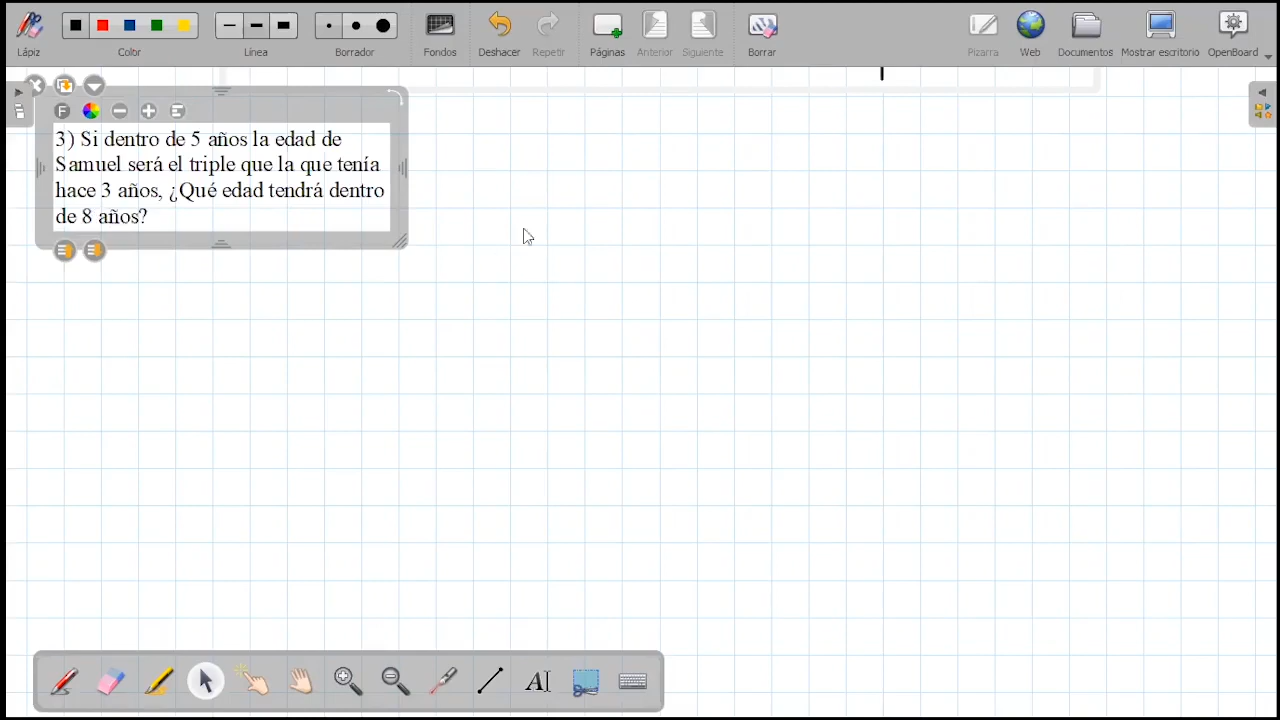 Lápiz Color Línea Borrador Fondos Deshacer Repetir Páginas Anterior Siguiente Borrar Pizarra Web Documentos Mostrar escritorio OpenBoard
F
3) Si dentro de 5 años la edad de
Samuel será el triple que la que tenía
hace 3 años, ¿Qué edad tendrá dentro
de 8 años?
AI